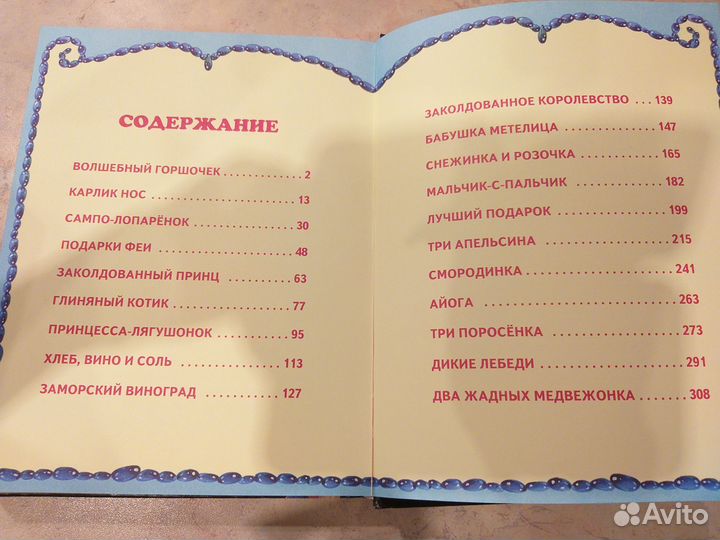 СОДЕРЖАНИЕ
ВОЛШЕБНЫЙ ГОРШОЧЕК . . . . . . . . . . . . 2
КАРЛИК НОС . . . . . . . . . . . . . . . . . . . . . . 13
САМПО-ЛОПАРЁНОК . . . . . . . . . . . . . . . . 30
ПОДАРКИ ФЕИ . . . . . . . . . . . . . . . . . . . . . 48
ЗАКОЛДОВАННЫЙ ПРИНЦ . . . . . . . . . . . 63
ГЛИНЯНЫЙ КОТИК . . . . . . . . . . . . . . . . . . 77
ПРИНЦЕССА-ЛЯГУШОНОК . . . . . . . . . . . 95
ХЛЕБ, ВИНО И СОЛЬ . . . . . . . . . . . . . . . 113
ЗАМОРСКИЙ ВИНОГРАД . . . . . . . . . . . . 127
ЗАКОЛДОВАННОЕ КОРОЛЕВСТВО . . . 139
БАБУШКА МЕТЕЛИЦА . . . . . . . . . . . . . . 147
СНЕЖИНКА И РОЗОЧКА . . . . . . . . . . . . 165
МАЛЬЧИК-С-ПАЛЬЧИК . . . . . . . . . . . . . 182
ЛУЧШИЙ ПОДАРОК . . . . . . . . . . . . . . . . 199
ТРИ АПЕЛЬСИНА . . . . . . . . . . . . . . . . . . 215
СМОРОДИНКА . . . . . . . . . . . . . . . . . . . . 241
АЙОГА . . . . . . . . . . . . . . . . . . . . . . . . . . 263
ТРИ ПОРОСЁНКА . . . . . . . . . . . . . . . . . . 273
ДИКИЕ ЛЕБЕДИ . . . . . . . . . . . . . . . . . . . 291
ДВА ЖАДНЫХ МЕДВЕЖОНКА . . . . . . . 308
Avito